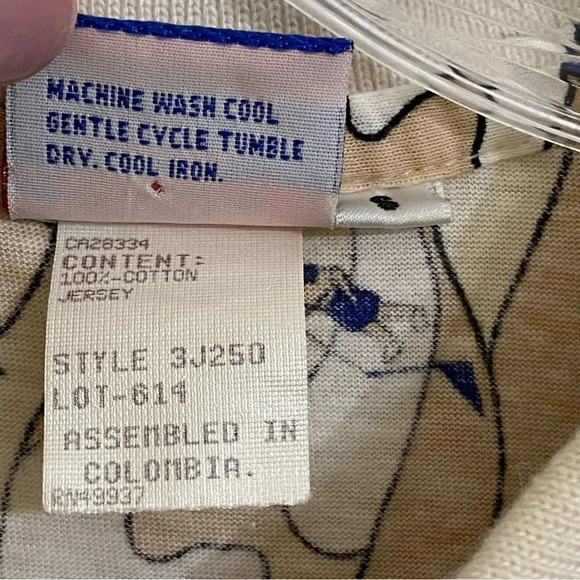 MACHINE WASH COOL
GENTLE CYCLE TUMBLE
DRY. COOL IRON.
CA28334
CONTENT:
100%-COTTON
JERSEY
STYLE 3J250
LOT-614
ASSEMBLED IN
COLOMBIA.
RN49937